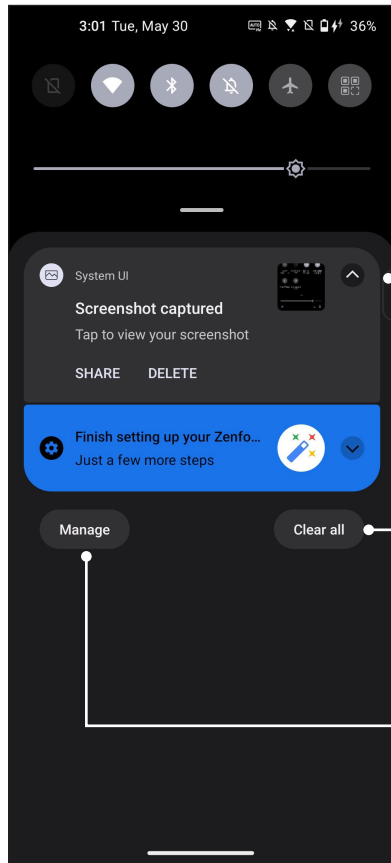 3:01 Tue, May 30
36%
System UI
Screenshot captured
Tap to view your screenshot
SHARE DELETE
Finish setting up your Zenfo...
Just a few more steps
Manage
Clear all